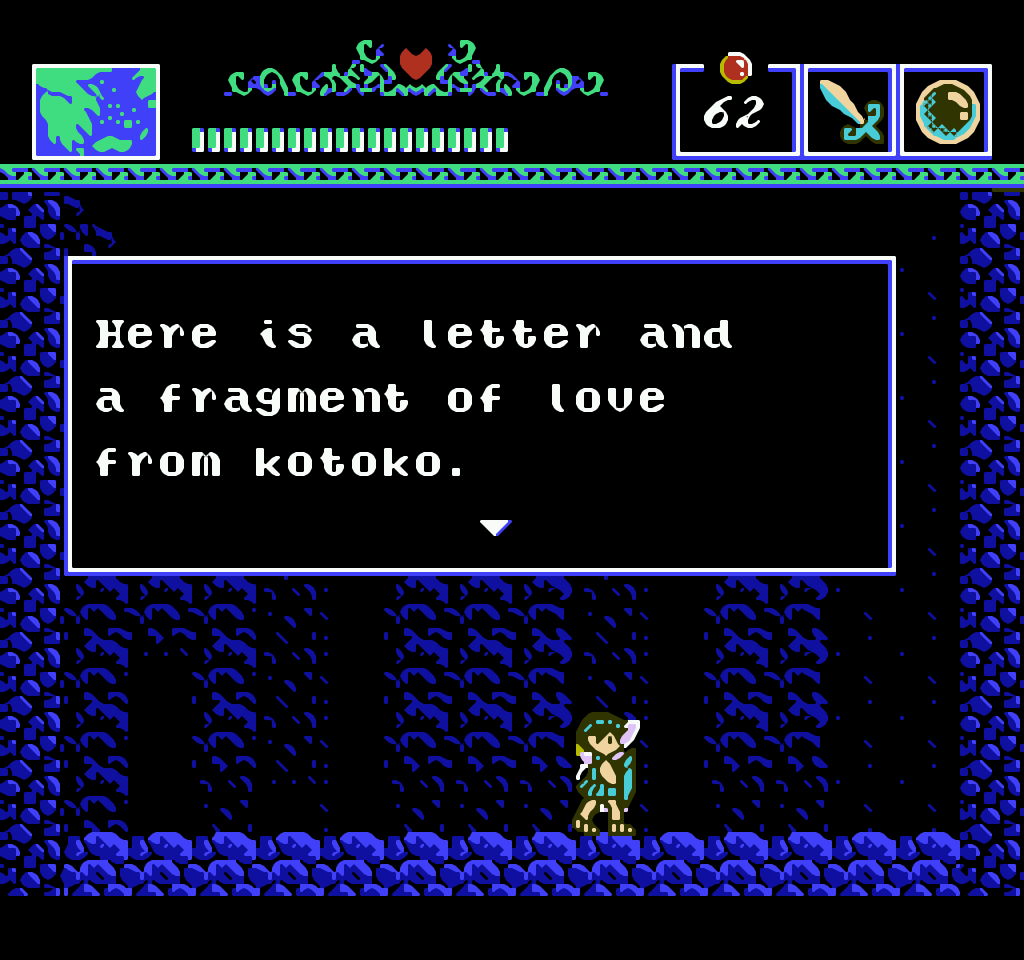 62
Here is a letter and
a fragment of love
from kotoko.